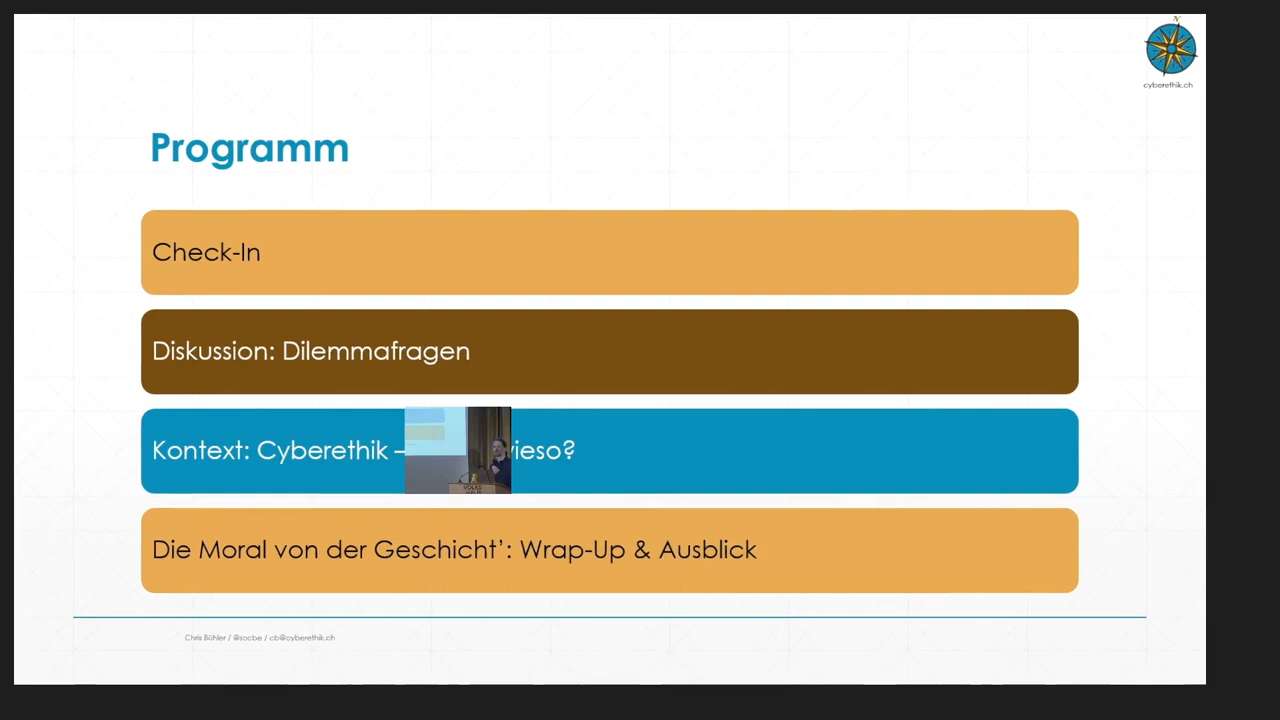 N
cyberethik.ch
Programm
Check-In
Diskussion: Dilemmafragen
Kontext: Cyberethik –
Die Moral von der Geschicht’: Wrap-Up & Ausblick
Chris Bühler / @socbe / cb@cyberethik.ch
VOLKS